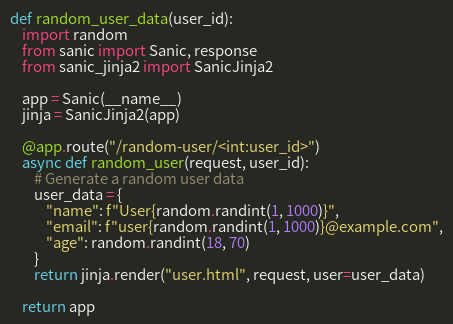 def random_user_data(user_id):
    import random
    from sanic import Sanic, response
    from sanic_jinja2 import SanicJinja2

    app = Sanic(__name__)
    jinja = SanicJinja2(app)

    @app.route("/random-user/<int:user_id>")
    async def random_user(request, user_id):
        # Generate a random user data
        user_data = {
            "name": f"User{random.randint(1, 1000)}",
            "email": f"user{random.randint(1, 1000)}@example.com",
            "age": random.randint(18, 70)
        }
        return jinja.render("user.html", request, user=user_data)

    return app